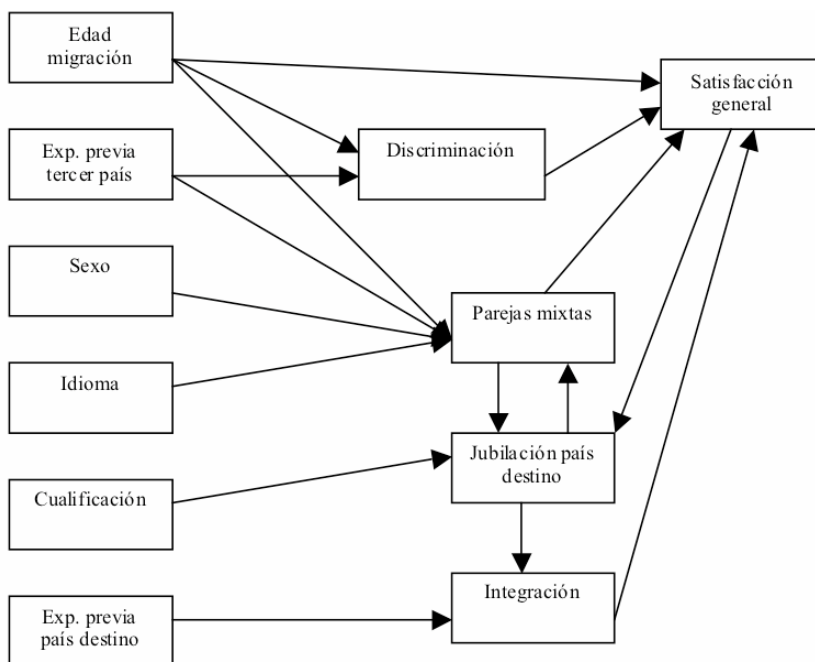 Edad
migración
Satisfacción
general
Exp. previa
tercer país
Discriminación
Sexo
Parejas mixtas
Idioma
Jubilación país
destino
Cualificación
Integración
Exp. previa
país destino